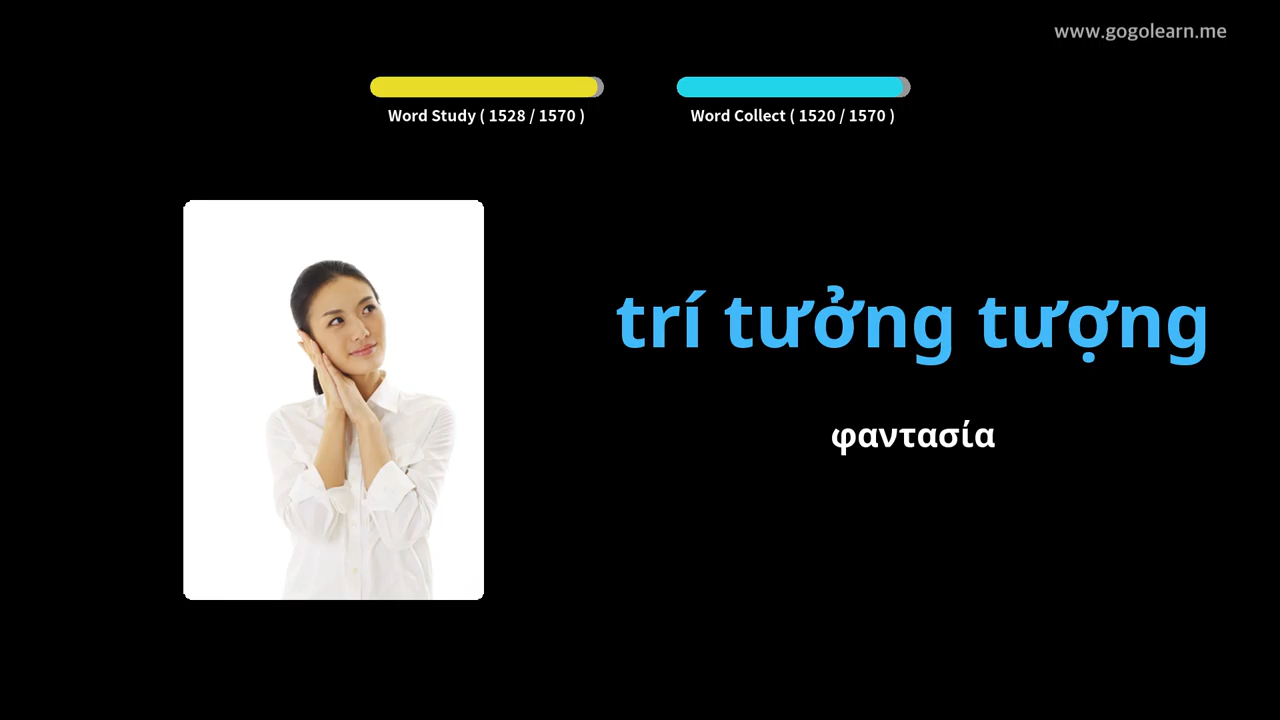 www.gogolearn.me
Word Study ( 1528 / 1570 )
Word Collect ( 1520 / 1570 )
trí tưởng tượng
φαντασία